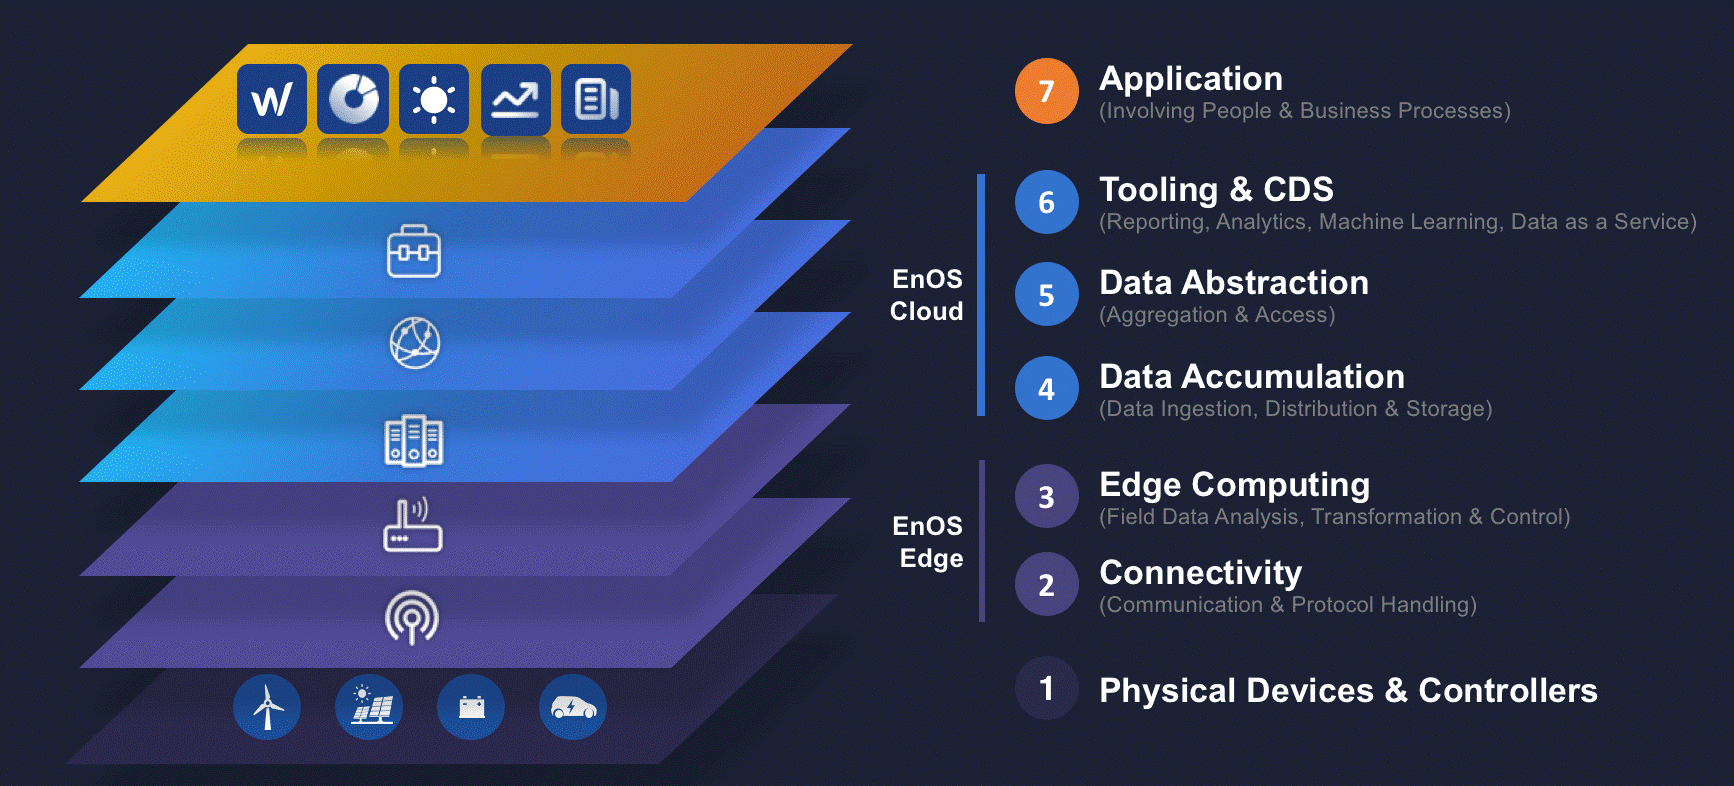 W
7
Application
(Involving People & Business Processes)
6
Tooling & CDS
(Reporting, Analytics, Machine Learning, Data as a Service)
EnOS
Cloud
5
Data Abstraction
(Aggregation & Access)
4
Data Accumulation
(Data Ingestion, Distribution & Storage)
3
Edge Computing
(Field Data Analysis, Transformation & Control)
EnOS
Edge
2
Connectivity
(Communication & Protocol Handling)
1
Physical Devices & Controllers